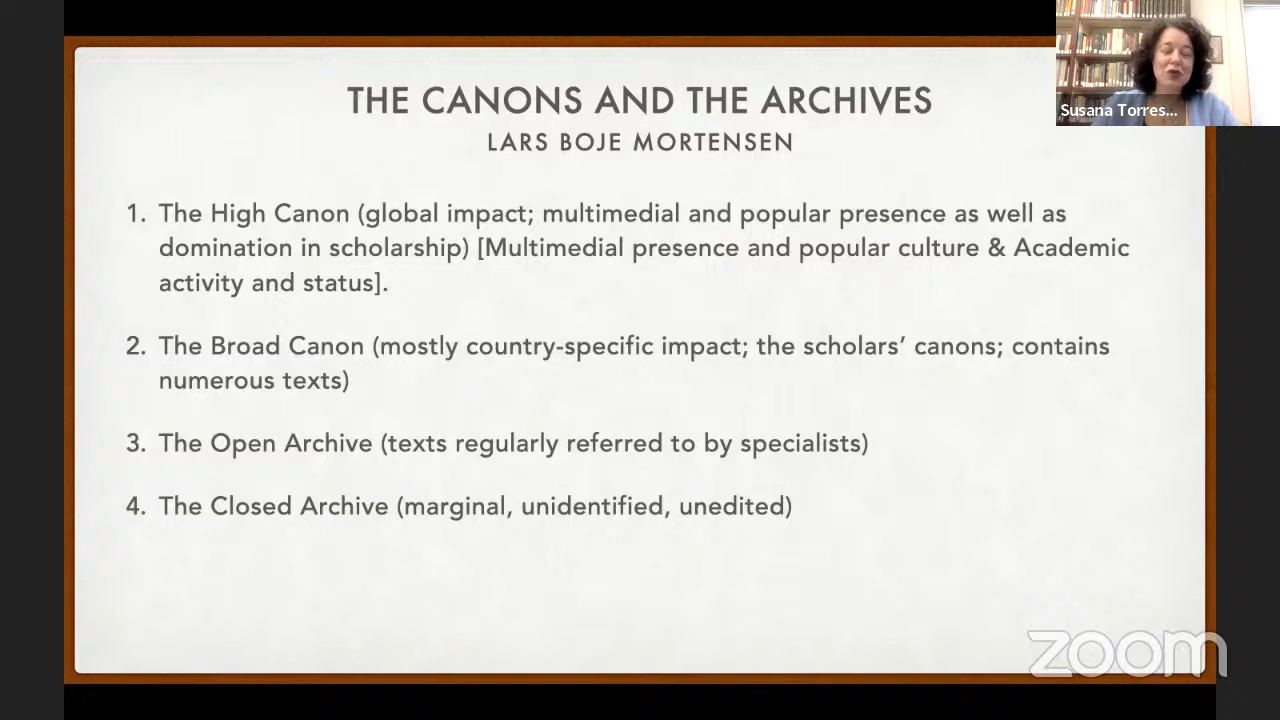 THE CANONS AND THE ARCHIVES
LARS BOJE MORTENSEN
Susana Torres...
1. The High Canon (global impact; multimedial and popular presence as well as
domination in scholarship) [Multimedial presence and popular culture & Academic
activity and status].
2. The Broad Canon (mostly country-specific impact; the scholars’ canons; contains
numerous texts)
3. The Open Archive (texts regularly referred to by specialists)
4. The Closed Archive (marginal, unidentified, unedited)
zoom